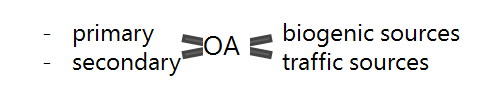 - primary
- secondary
OA
biogenic sources
traffic sources